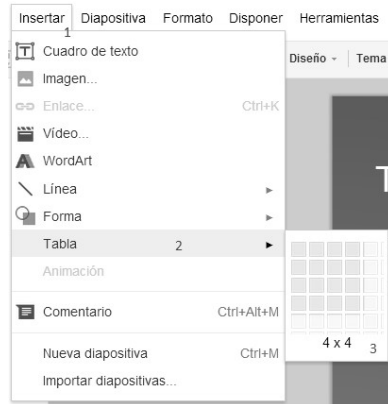 Insertar Diapositiva Formato Disponer Herramientas
1
Cuadro de texto
Imagen...
Diseño Tema
Enlace... Ctrl+K
Vídeo...
WordArt
Línea
T
Forma
Tabla 2
Animación
Comentario Ctrl+Alt+M
4 x 4 3
Nueva diapositiva Ctrl+M
Importar diapositivas...